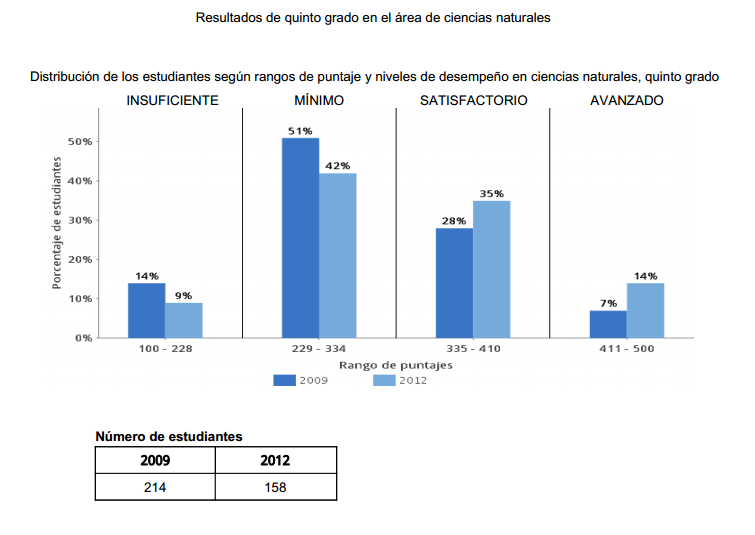 Resultados de quinto grado en el área de ciencias naturales
Distribución de los estudiantes según rangos de puntaje y niveles de desempeño en ciencias naturales, quinto grado
INSUFICIENTE MÍNIMO SATISFACTORIO AVANZADO
Porcentaje de estudiantes
50%
40%
30%
20%
10%
0%
14% 9% 51% 42% 28% 35% 7% 14%
100 - 228 229 - 334 335 - 410 411 - 500
Rango de puntajes
2009 2012
Número de estudiantes
2009 2012
214 158